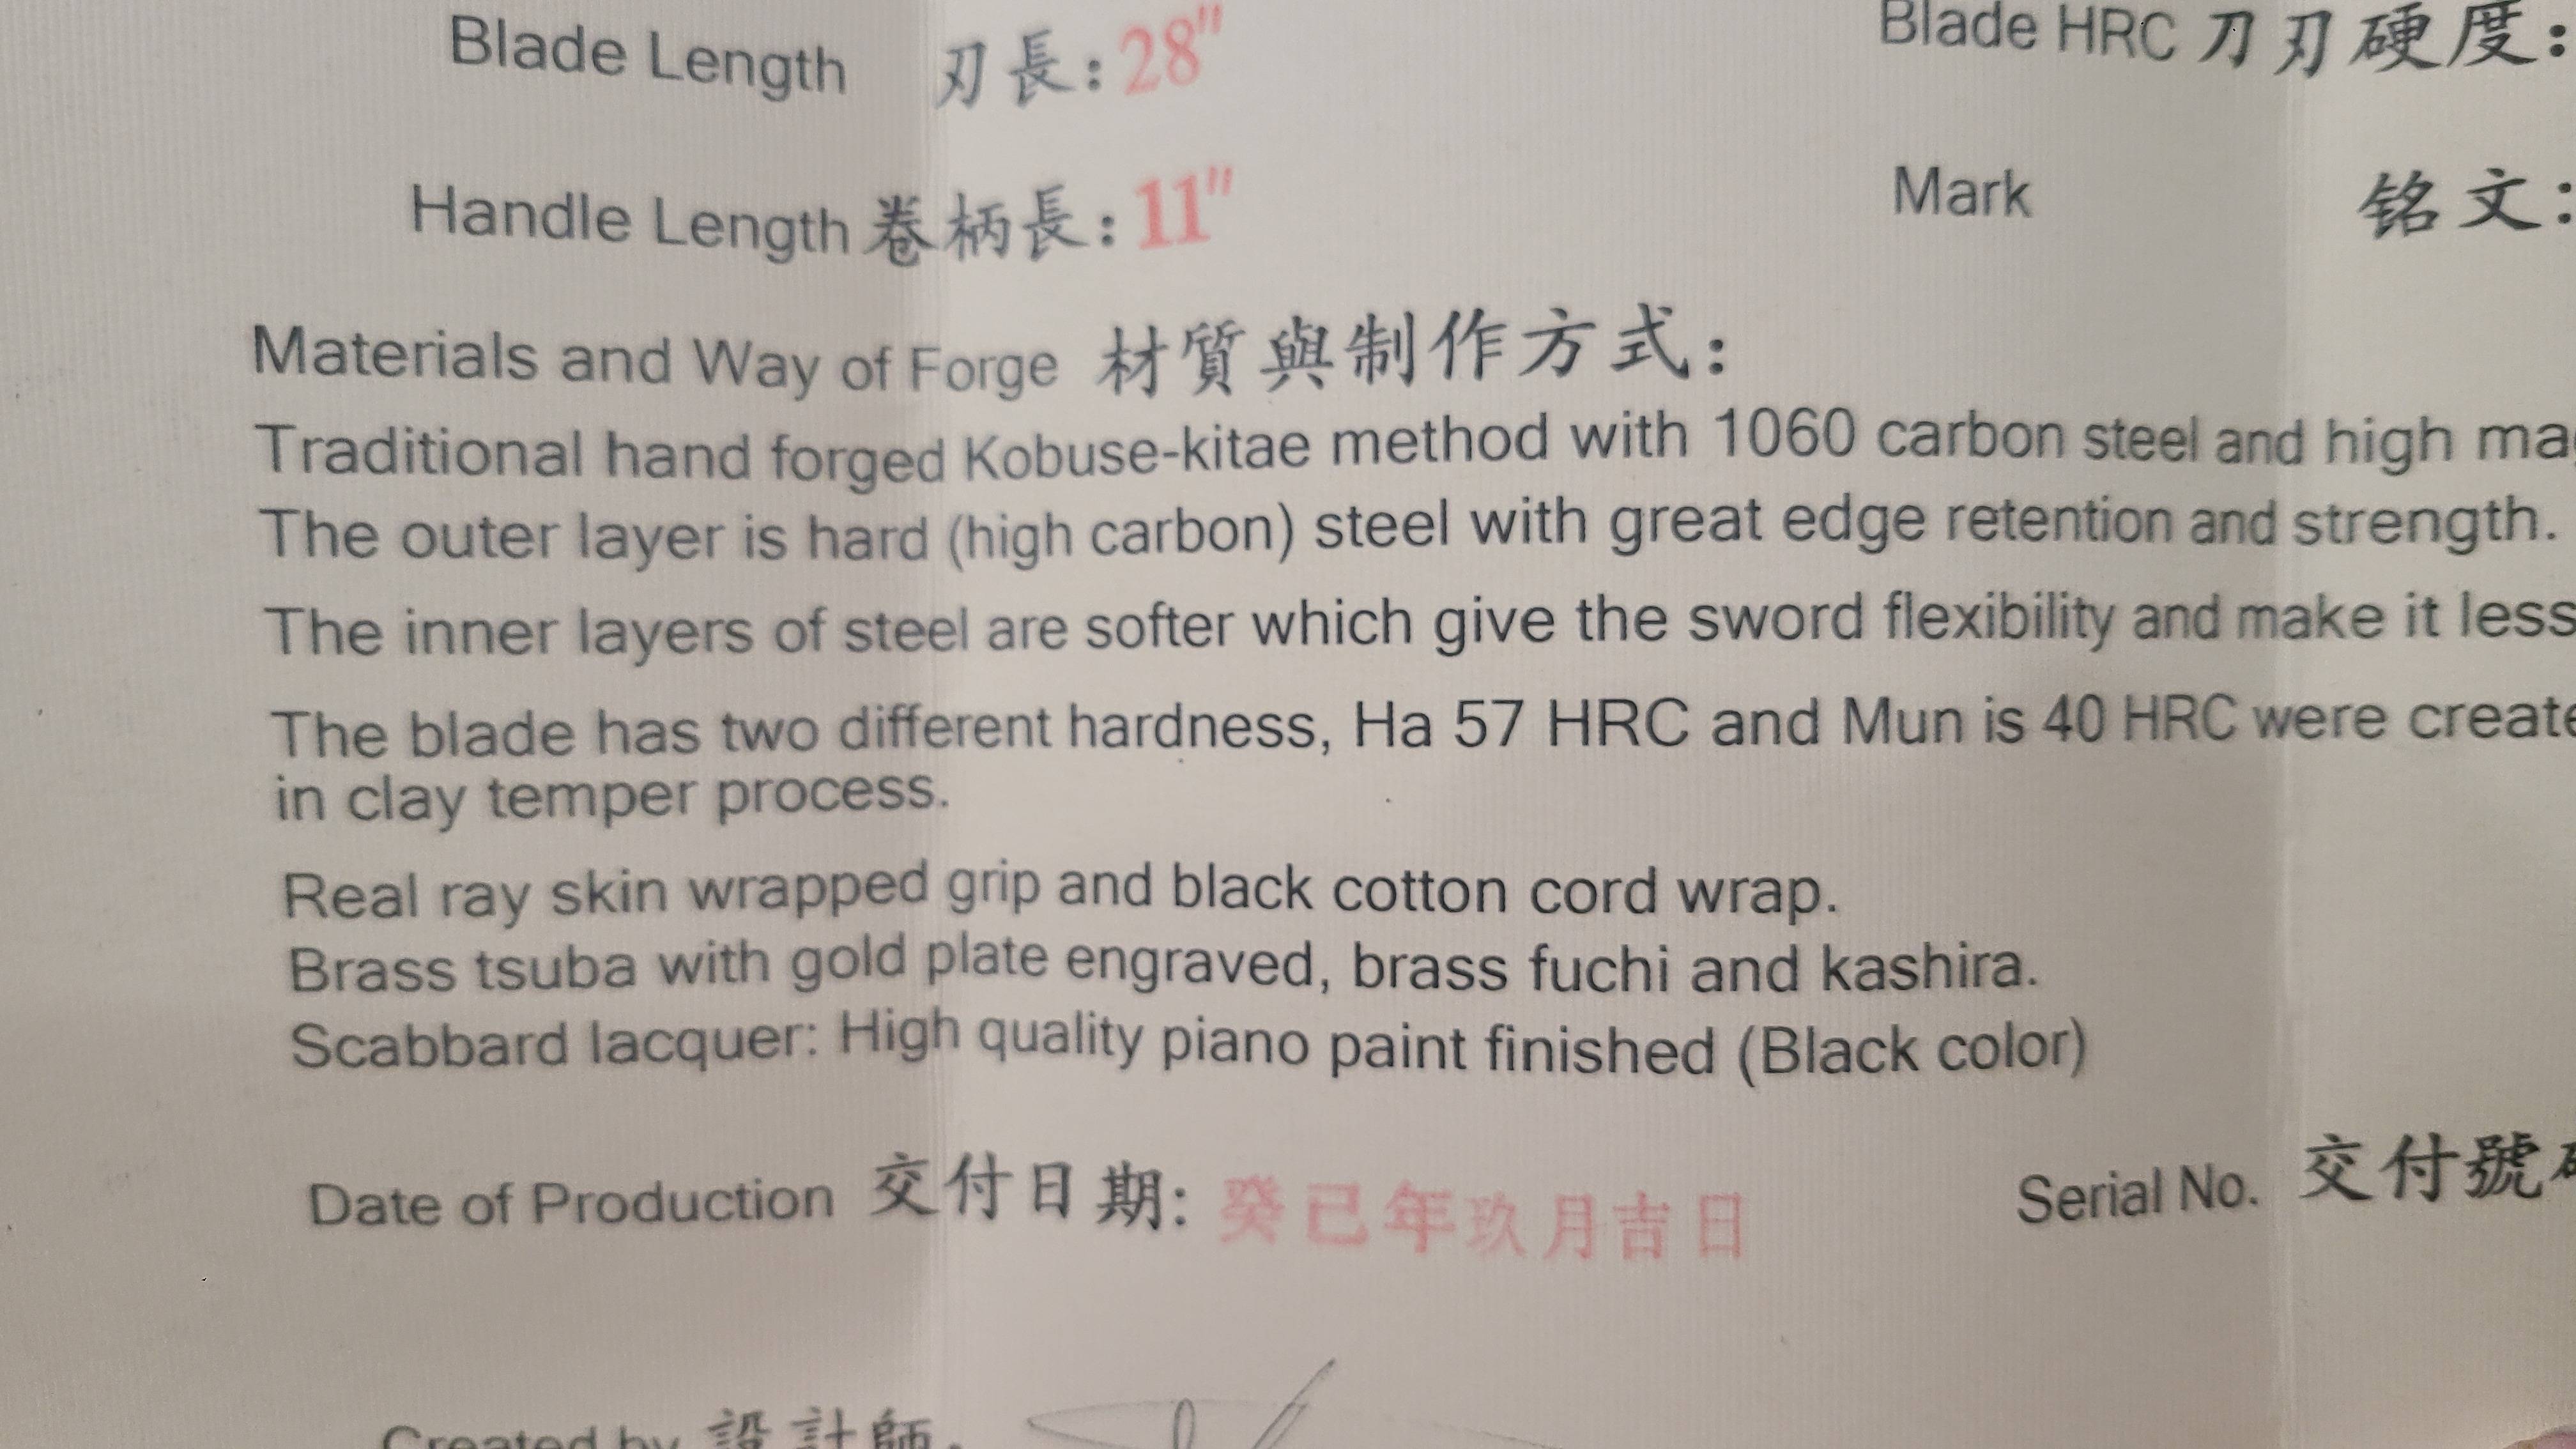 Blade Length 刃長：28"
Blade HRC 刀刃硬度：
Handle Length 卷柄長：11"
Mark 铭文：
Materials and Way of Forge 材質與制作方式：
Traditional hand forged Kobuse-kitae method with 1060 carbon steel and high
The outer layer is hard (high carbon) steel with great edge retention and strength.
The inner layers of steel are softer which give the sword flexibility and make it less
The blade has two different hardness, Ha 57 HRC and Mun is 40 HRC were
in clay temper process.
Real ray skin wrapped grip and black cotton cord wrap.
Brass tsuba with gold plate engraved, brass fuchi and kashira.
Scabbard lacquer: High quality piano paint finished (Black color)
Date of Production 交付日期：癸巳年玖月吉日
Serial No. 交付號
Created by 設計師